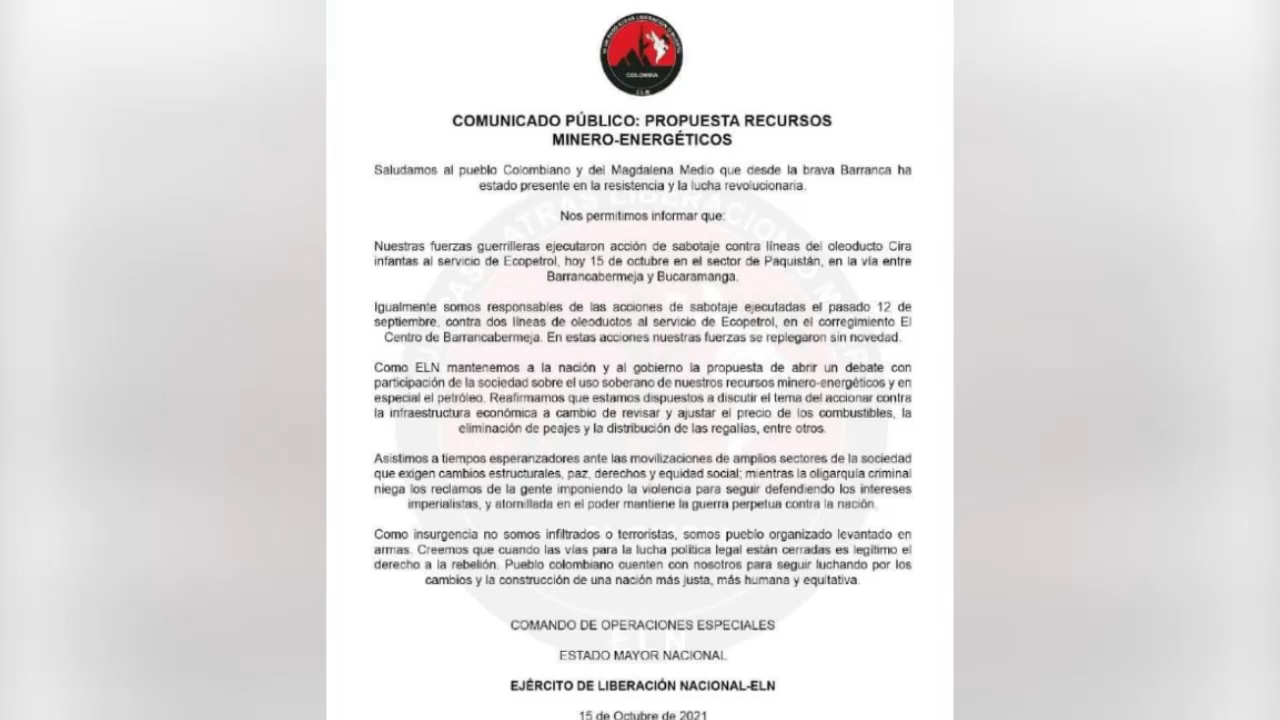 NI UN PASO ATRÁS LIBERACIÓN O MUERTE
COLOMBIA
ELN
COMUNICADO PÚBLICO: PROPUESTA RECURSOS
MINERO-ENERGÉTICOS
Saludamos al pueblo Colombiano y del Magdalena Medio que desde la brava Barranca ha
estado presente en la resistencia y la lucha revolucionaria.
Nos permitimos informar que:
Nuestras fuerzas guerrilleras ejecutaron acción de sabotaje contra líneas del oleoducto Cira
infantas al servicio de Ecopetrol, hoy 15 de octubre en el sector de Paquistán, en la vía entre
Barrancabermeja y Bucaramanga.
Igualmente somos responsables de las acciones de sabotaje ejecutadas el pasado 12 de
septiembre, contra dos líneas de oleoductos al servicio de Ecopetrol, en el corregimiento El
Centro de Barrancabermeja. En estas acciones nuestras fuerzas se replegaron sin novedad.
Como ELN mantenemos a la nación y al gobierno la propuesta de abrir un debate con
participación de la sociedad sobre el uso soberano de nuestros recursos minero-energéticos y en
especial el petróleo. Reafirmamos que estamos dispuestos a discutir el tema del accionar contra
la infraestructura económica a cambio de revisar y ajustar el precio de los combustibles, la
eliminación de peajes y la distribución de las regalías, entre otros.
Asistimos a tiempos esperanzadores ante las movilizaciones de amplios sectores de la sociedad
que exigen cambios estructurales, paz, derechos y equidad social; mientras la oligarquía criminal
niega los reclamos de la gente imponiendo la violencia para seguir defendiendo los intereses
imperialistas, y atornillada en el poder mantiene la guerra perpetua contra la nación.
Como insurgencia no somos infiltrados o terroristas, somos pueblo organizado levantado en
armas. Creemos que cuando las vías para la lucha política legal están cerradas es legítimo el
derecho a la rebelión. Pueblo colombiano cuenten con nosotros para seguir luchando por los
cambios y la construcción de una nación más justa, más humana y equitativa.
COMANDO DE OPERACIONES ESPECIALES
ESTADO MAYOR NACIONAL
EJÉRCITO DE LIBERACIÓN NACIONAL-ELN
15 de Octubre de 2021